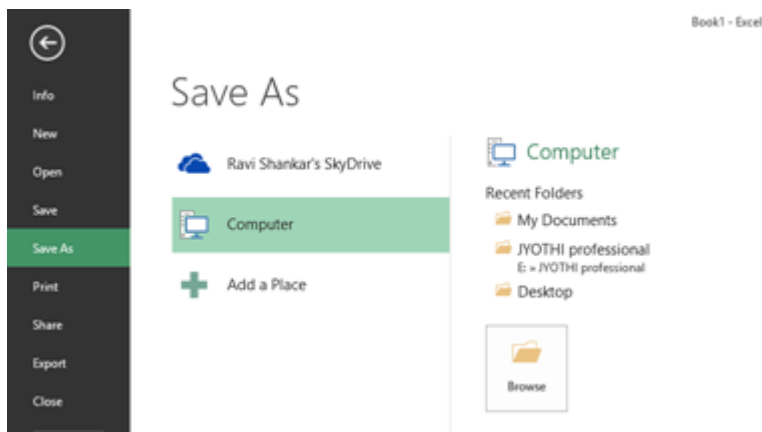 Book1 - Excel
Info
New
Open
Save
Save As
Print
Share
Export
Close
Save As
Ravi Shankar's SkyDrive
Computer
Add a Place
Computer
Recent Folders
My Documents
JYOTHI professional
E: » JYOTHI professional
Desktop
Browse